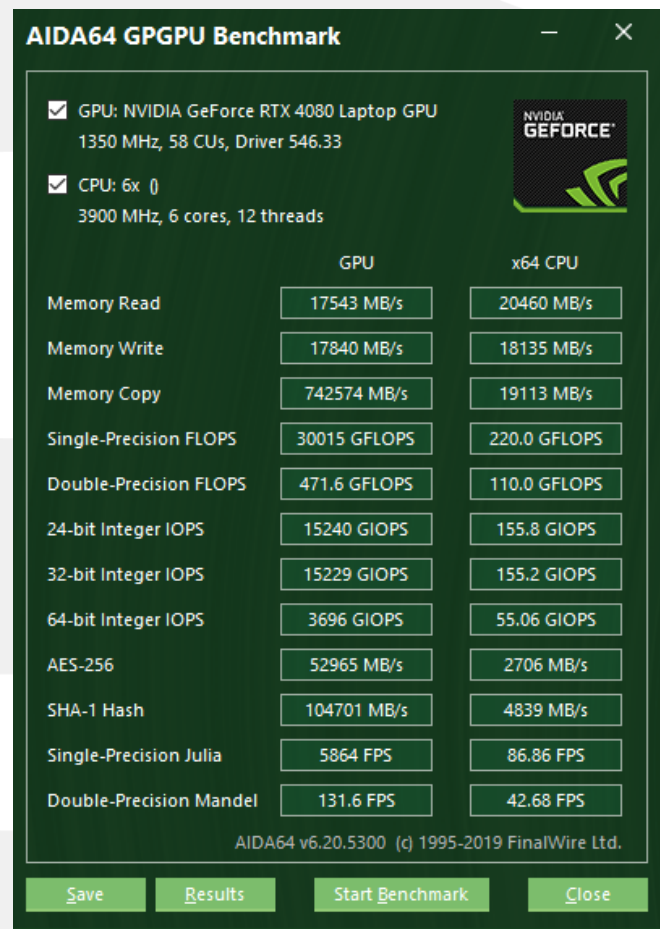 AIDA64 GPGPU Benchmark
GPU: NVIDIA GeForce RTX 4080 Laptop GPU
1350 MHz, 58 CUs, Driver 546.33
NVIDIA
GEFORCE
CPU: 6x ()
3900 MHz, 6 cores, 12 threads
GPU x64 CPU
Memory Read 17543 MB/s 20460 MB/s
Memory Write 17840 MB/s 18135 MB/s
Memory Copy 742574 MB/s 19113 MB/s
Single-Precision FLOPS 30015 GFLOPS 220.0 GFLOPS
Double-Precision FLOPS 471.6 GFLOPS 110.0 GFLOPS
24-bit Integer IOPS 15240 GIOPS 155.8 GIOPS
32-bit Integer IOPS 15229 GIOPS 155.2 GIOPS
64-bit Integer IOPS 3696 GIOPS 55.06 GIOPS
AES-256 52965 MB/s 2706 MB/s
SHA-1 Hash 104701 MB/s 4839 MB/s
Single-Precision Julia 5864 FPS 86.86 FPS
Double-Precision Mandel 131.6 FPS 42.68 FPS
AIDA64 v6.20.5300 (c) 1995-2019 FinalWire Ltd.
Save Results Start Benchmark Close